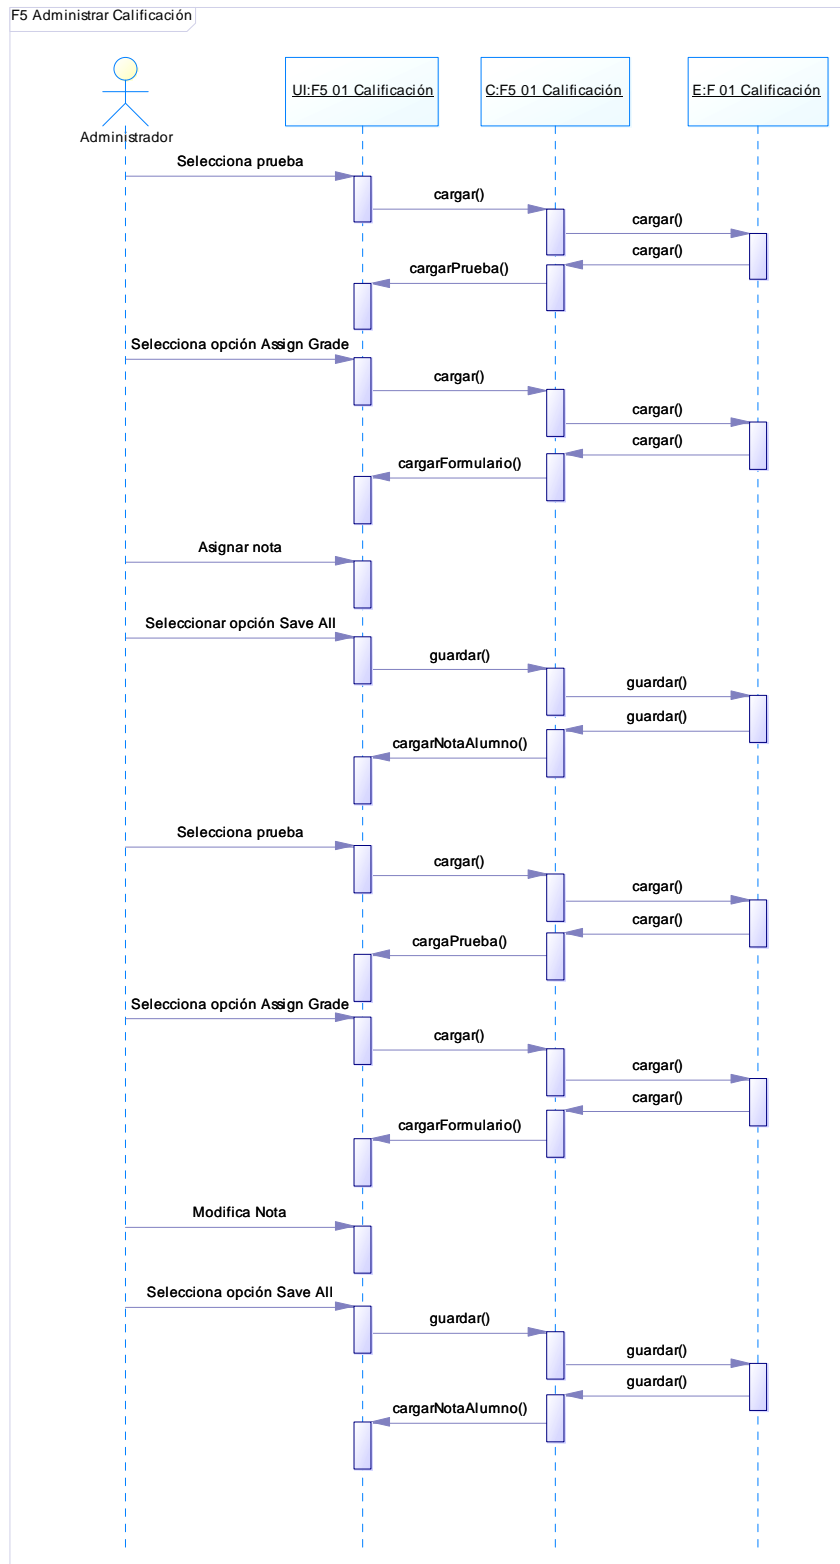 F5 Administrar Calificación
UI:F5 01 Calificación
C:F5 01 Calificación
E:F 01 Calificación
Administrador
Selecciona prueba
cargar()
cargar()
cargar()
cargarPrueba()
Selecciona opción Assign Grade
cargar()
cargar()
cargar()
cargarFormulario()
Asignar nota
Seleccionar opción Save All
guardar()
guardar()
guardar()
cargarNotaAlumno()
Selecciona prueba
cargar()
cargar()
cargar()
cargaPrueba()
Selecciona opción Assign Grade
cargar()
cargar()
cargar()
cargarFormulario()
Modifica Nota
Selecciona opción Save All
guardar()
guardar()
guardar()
cargarNotaAlumno()